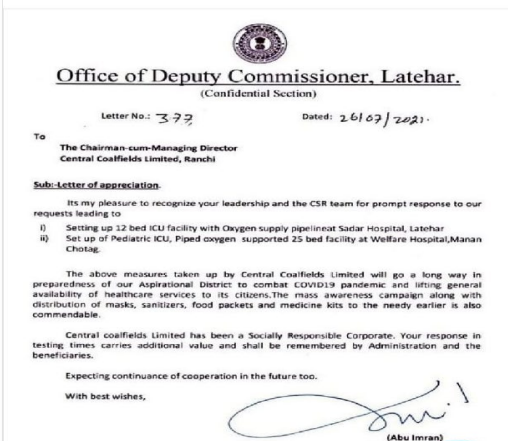 Office of Deputy Commissioner, Latehar.
(Confidential Section)
Letter No.: 377 Dated: 26/07/2021.
To
The Chairman-cum-Managing Director
Central Coalfields Limited, Ranchi
Sub:-Letter of appreciation.
Its my pleasure to recognize your leadership and the CSR team for prompt response to our
requests leading to
i) Setting up 12 bed ICU facility with Oxygen supply pipelineat Sadar Hospital, Latehar
ii) Set up of Pediatric ICU, Piped oxygen supported 25 bed facility at Welfare Hospital,Manan
Chotag.
The above measures taken up by Central Coalfields Limited will go a long way in
preparedness of our Aspirational District to combat COVID19 pandemic and lifting general
availability of healthcare services to its citizens.The mass awareness campaign along with
distribution of masks, sanitizers, food packets and medicine kits to the needy earlier is also
commendable.
Central coalfields Limited has been a Socially Responsible Corporate. Your response in
testing times carries additional value and shall be remembered by Administration and the
beneficiaries.
Expecting continuance of cooperation in the future too.
With best wishes,
(Abu Imran)